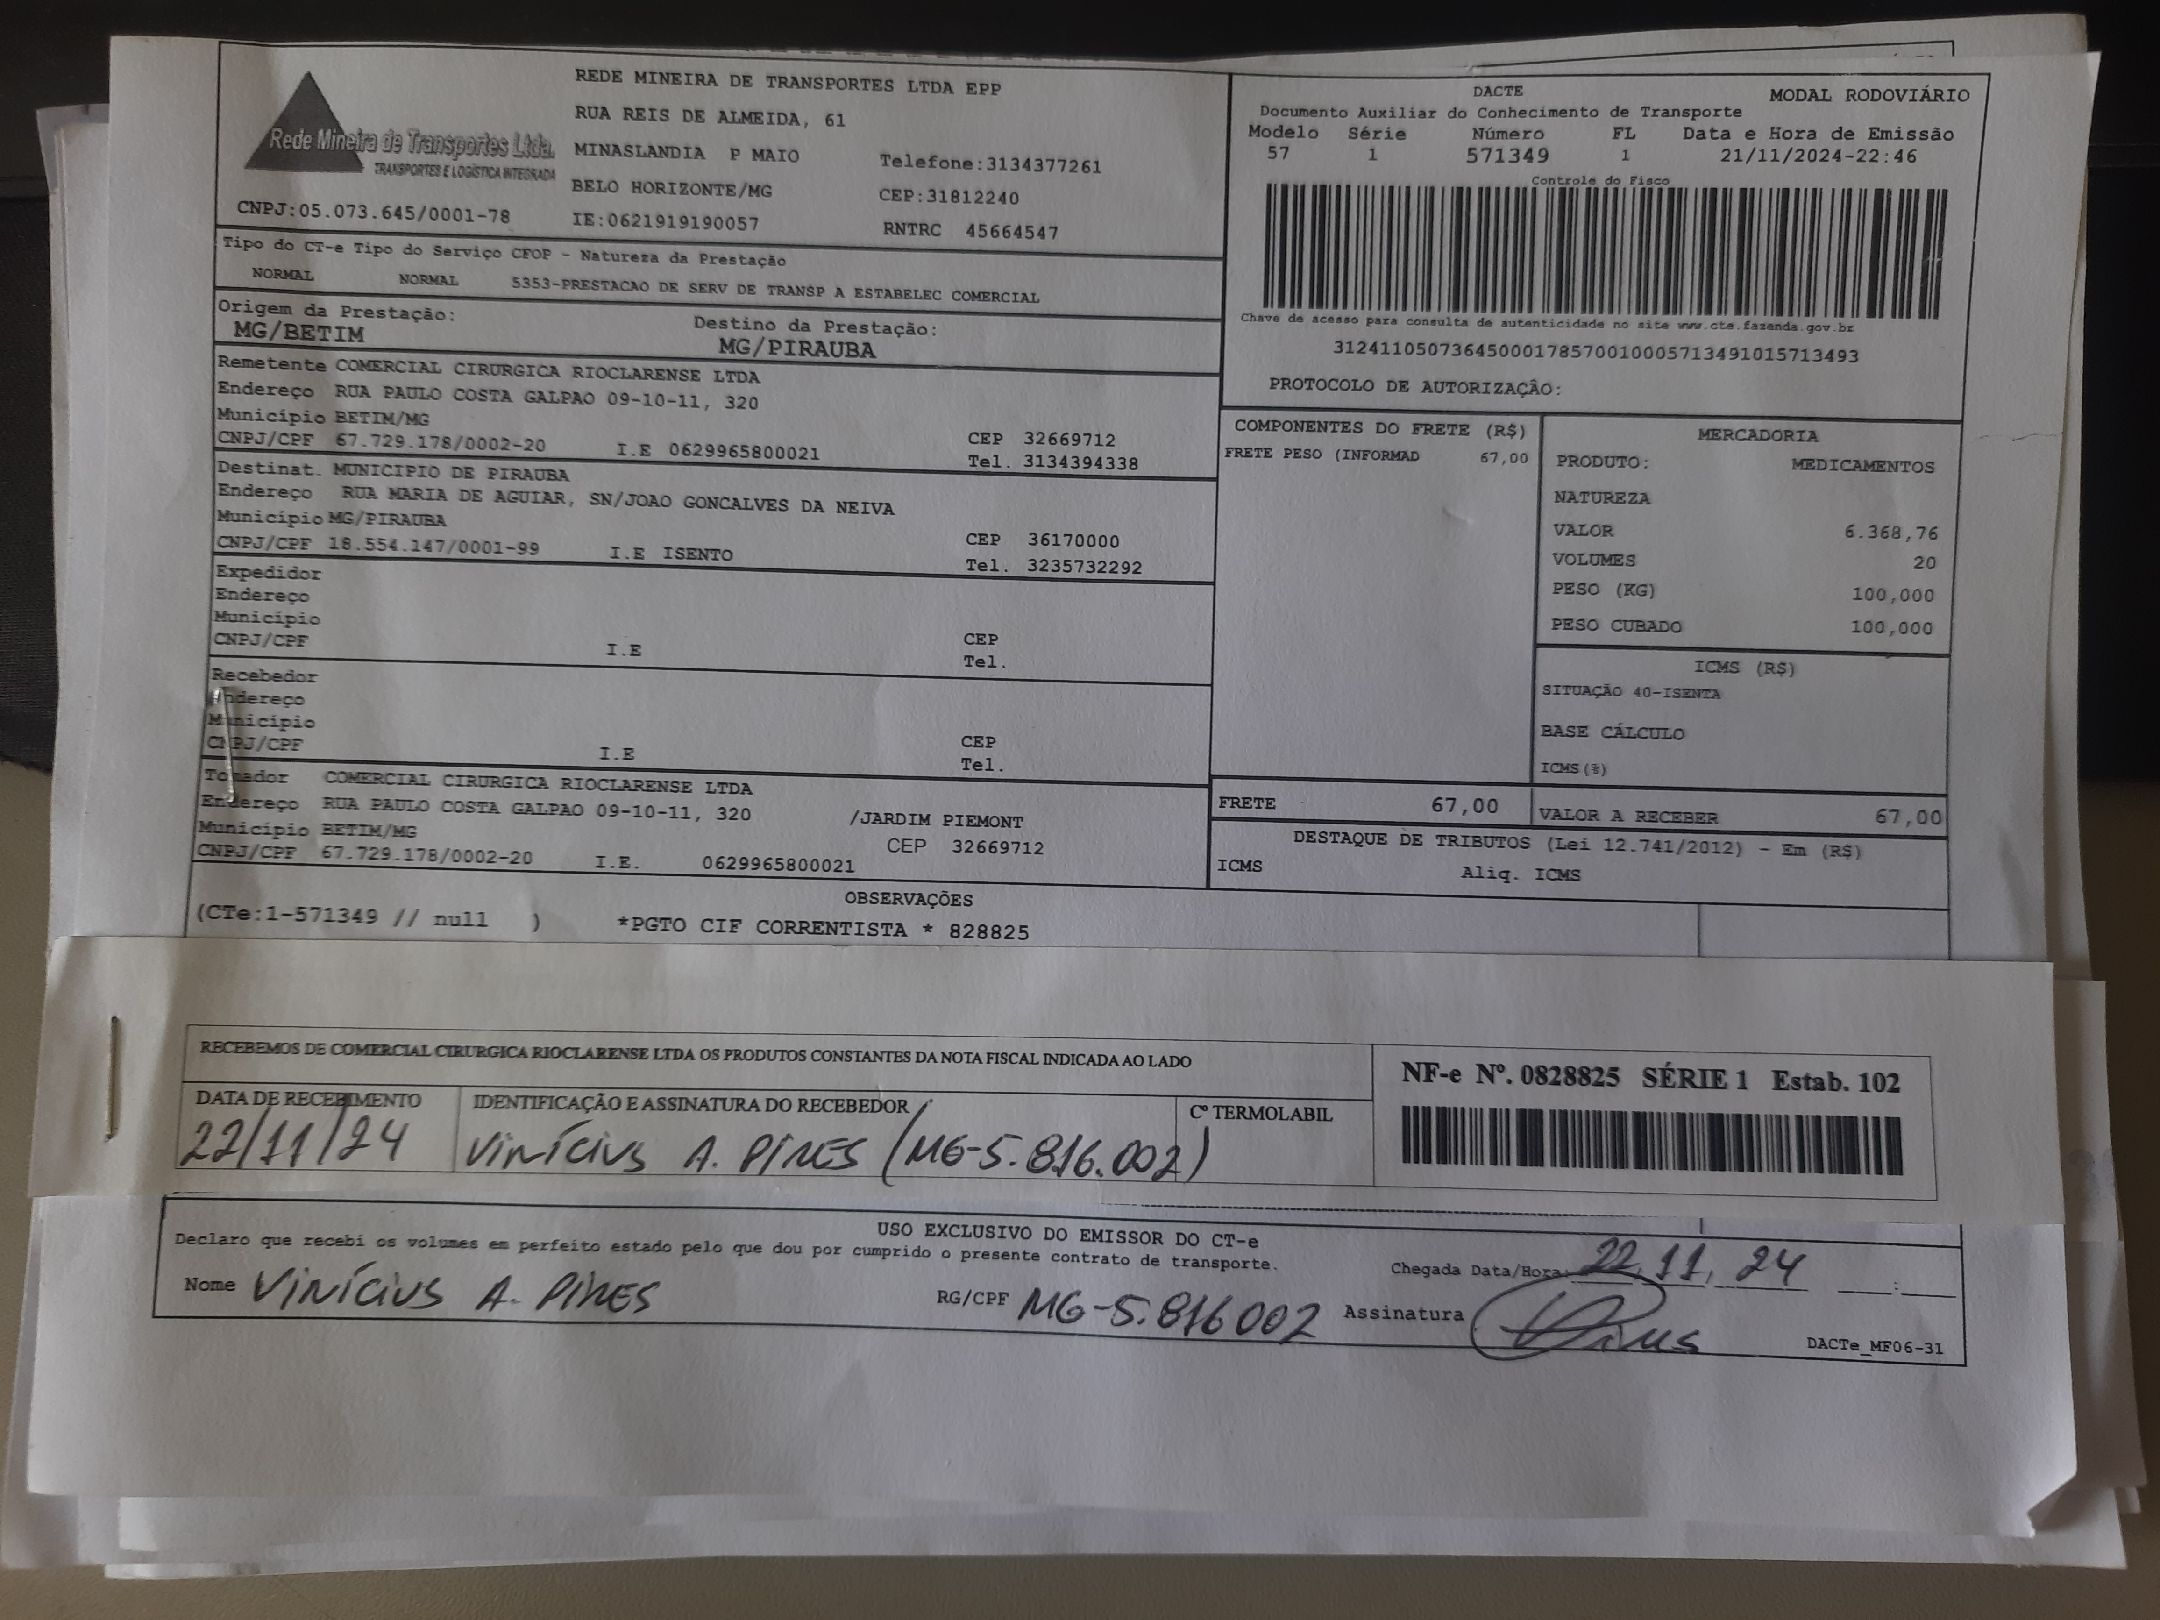 Rede Mineira de Transportes Ltda.
TRANSPORTES E LOGÍSTICA INTEGRADA
CNPJ:05.073.645/0001-78
REDE MINEIRA DE TRANSPORTES LTDA EPP
RUA REIS DE ALMEIDA, 61
MINASLANDIA P MAIO Telefone:3134377261
BELO HORIZONTE/MG CEP:31812240
IE:0621919190057 RNTRC 45664547
DACTE MODAL RODOVIÁRIO
Documento Auxiliar do Conhecimento de Transporte
Modelo Série Número FL Data e Hora de Emissão
57 1 571349 1 21/11/2024-22:46
Controle do Fisco
Chave de acesso para consulta de autenticidade no site www.cte.fazenda.gov.br
31241105073645000178570010005713491015713493
PROTOCOLO DE AUTORIZAÇÂO:
Tipo do CT-e Tipo do Serviço CFOP - Natureza da Prestação
NORMAL NORMAL 5353-PRESTACAO DE SERV DE TRANSP A ESTABELEC COMERCIAL
Origem da Prestação: Destino da Prestação:
MG/BETIM MG/PIRAUBA
Remetente COMERCIAL CIRURGICA RIOCLARENSE LTDA
Endereço RUA PAULO COSTA GALPAO 09-10-11, 320
Município BETIM/MG CEP 32669712
CNPJ/CPF 67.729.178/0002-20 I.E 0629965800021 Tel. 3134394338
Destinat. MUNICIPIO DE PIRAUBA
Endereço RUA MARIA DE AGUIAR, SN/JOAO GONCALVES DA NEIVA
Município MG/PIRAUBA CEP 36170000
CNPJ/CPF 18.554.147/0001-99 I.E ISENTO Tel. 3235732292
Expedidor
Endereço
Município CEP
CNPJ/CPF I.E Tel.
Recebedor
Endereço
Município CEP
CNPJ/CPF I.E Tel.
Tomador COMERCIAL CIRURGICA RIOCLARENSE LTDA
Endereço RUA PAULO COSTA GALPAO 09-10-11, 320 /JARDIM PIEMONT
Município BETIM/MG CEP 32669712
CNPJ/CPF 67.729.178/0002-20 I.E. 0629965800021
COMPONENTES DO FRETE (R$)
FRETE PESO (INFORMAD 67,00
MERCADORIA
PRODUTO: MEDICAMENTOS
NATUREZA
VALOR 6.368,76
VOLUMES 20
PESO (KG) 100,000
PESO CUBADO 100,000
ICMS (R$)
SITUAÇÃO 40-ISENTA
BASE CÁLCULO
ICMS(%)
FRETE 67,00 VALOR A RECEBER 67,00
DESTAQUE DE TRIBUTOS (Lei 12.741/2012) - Em (R$)
ICMS Aliq. ICMS
OBSERVAÇÕES
(CTe:1-571349 // null ) *PGTO CIF CORRENTISTA * 828825
RECEBEMOS DE COMERCIAL CIRURGICA RIOCLARENSE LTDA OS PRODUTOS CONSTANTES DA NOTA FISCAL INDICADA AO LADO
DATA DE RECEBIMENTO IDENTIFICAÇÃO E ASSINATURA DO RECEBEDOR Cº TERMOLABIL
22/11/24 Vinícius A. Pires (MG-5.816.002)
NF-e Nº. 0828825 SÉRIE 1 Estab. 102
USO EXCLUSIVO DO EMISSOR DO CT-e
Declaro que recebi os volumes em perfeito estado pelo que dou por cumprido o presente contrato de transporte.
Chegada Data/Hora: 22.11.24 :
Nome Vinícius A. Pires RG/CPF MG-5.816002 Assinatura Pires
DACTe_MF06-31